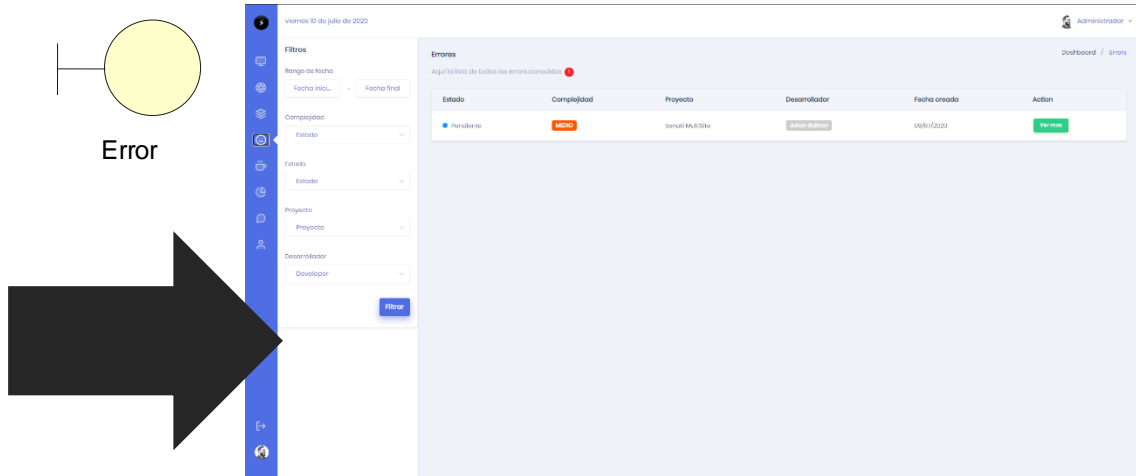 Error
viernes 10 de julio de 2020
Administrador
Filtros
Rango de fecha
Fecha inici... - Fecha final
Complejidad
Estado
Estado
Estado
Proyecto
Proyecto
Desarrollador
Developer
Filtrar
Errores
Dashboard / Errors
Aquí la lista de todos los errors conocidos. 1
Estado Complejidad Proyecto Desarrollador Fecha creada Action
Pendiente MEDIO Senati MultiSite Johan Buitron 09/07/2020 Ver mas